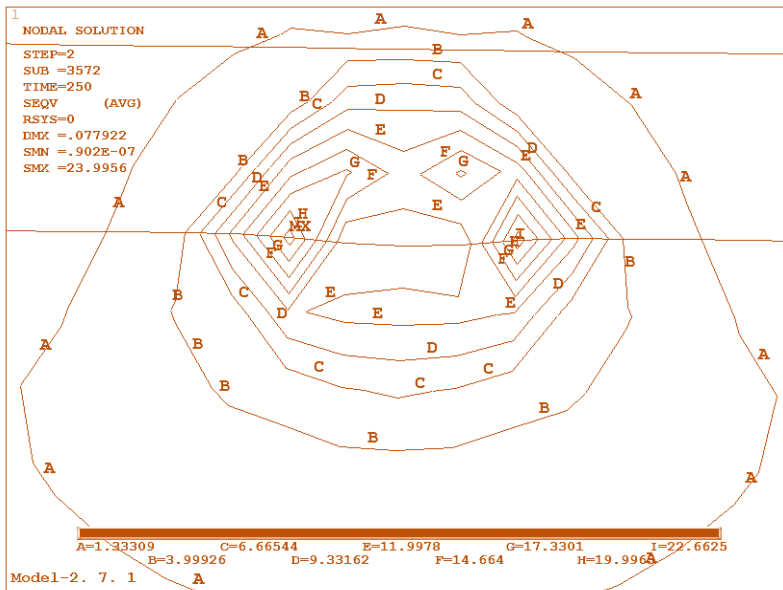 1
NODAL SOLUTION
STEP=2
SUB =3572
TIME=250
SEQV (AVG)
RSYS=0
DMX =.077922
SMN =.902E-07
SMX =23.9956
A A A
B
C
A
B C D
E
D
F E
G G
B F
D A
E
A C E C
H
MX I E
G H
F G
F B
E D
B C E
D E
A B D A
C
B C C
B
B
A A
A=1.33309 C=6.66544 E=11.9978 G=17.3301 I=22.6625
B=3.99926 D=9.33162 F=14.664 H=19.9963
A
Model-2. 7. 1 A